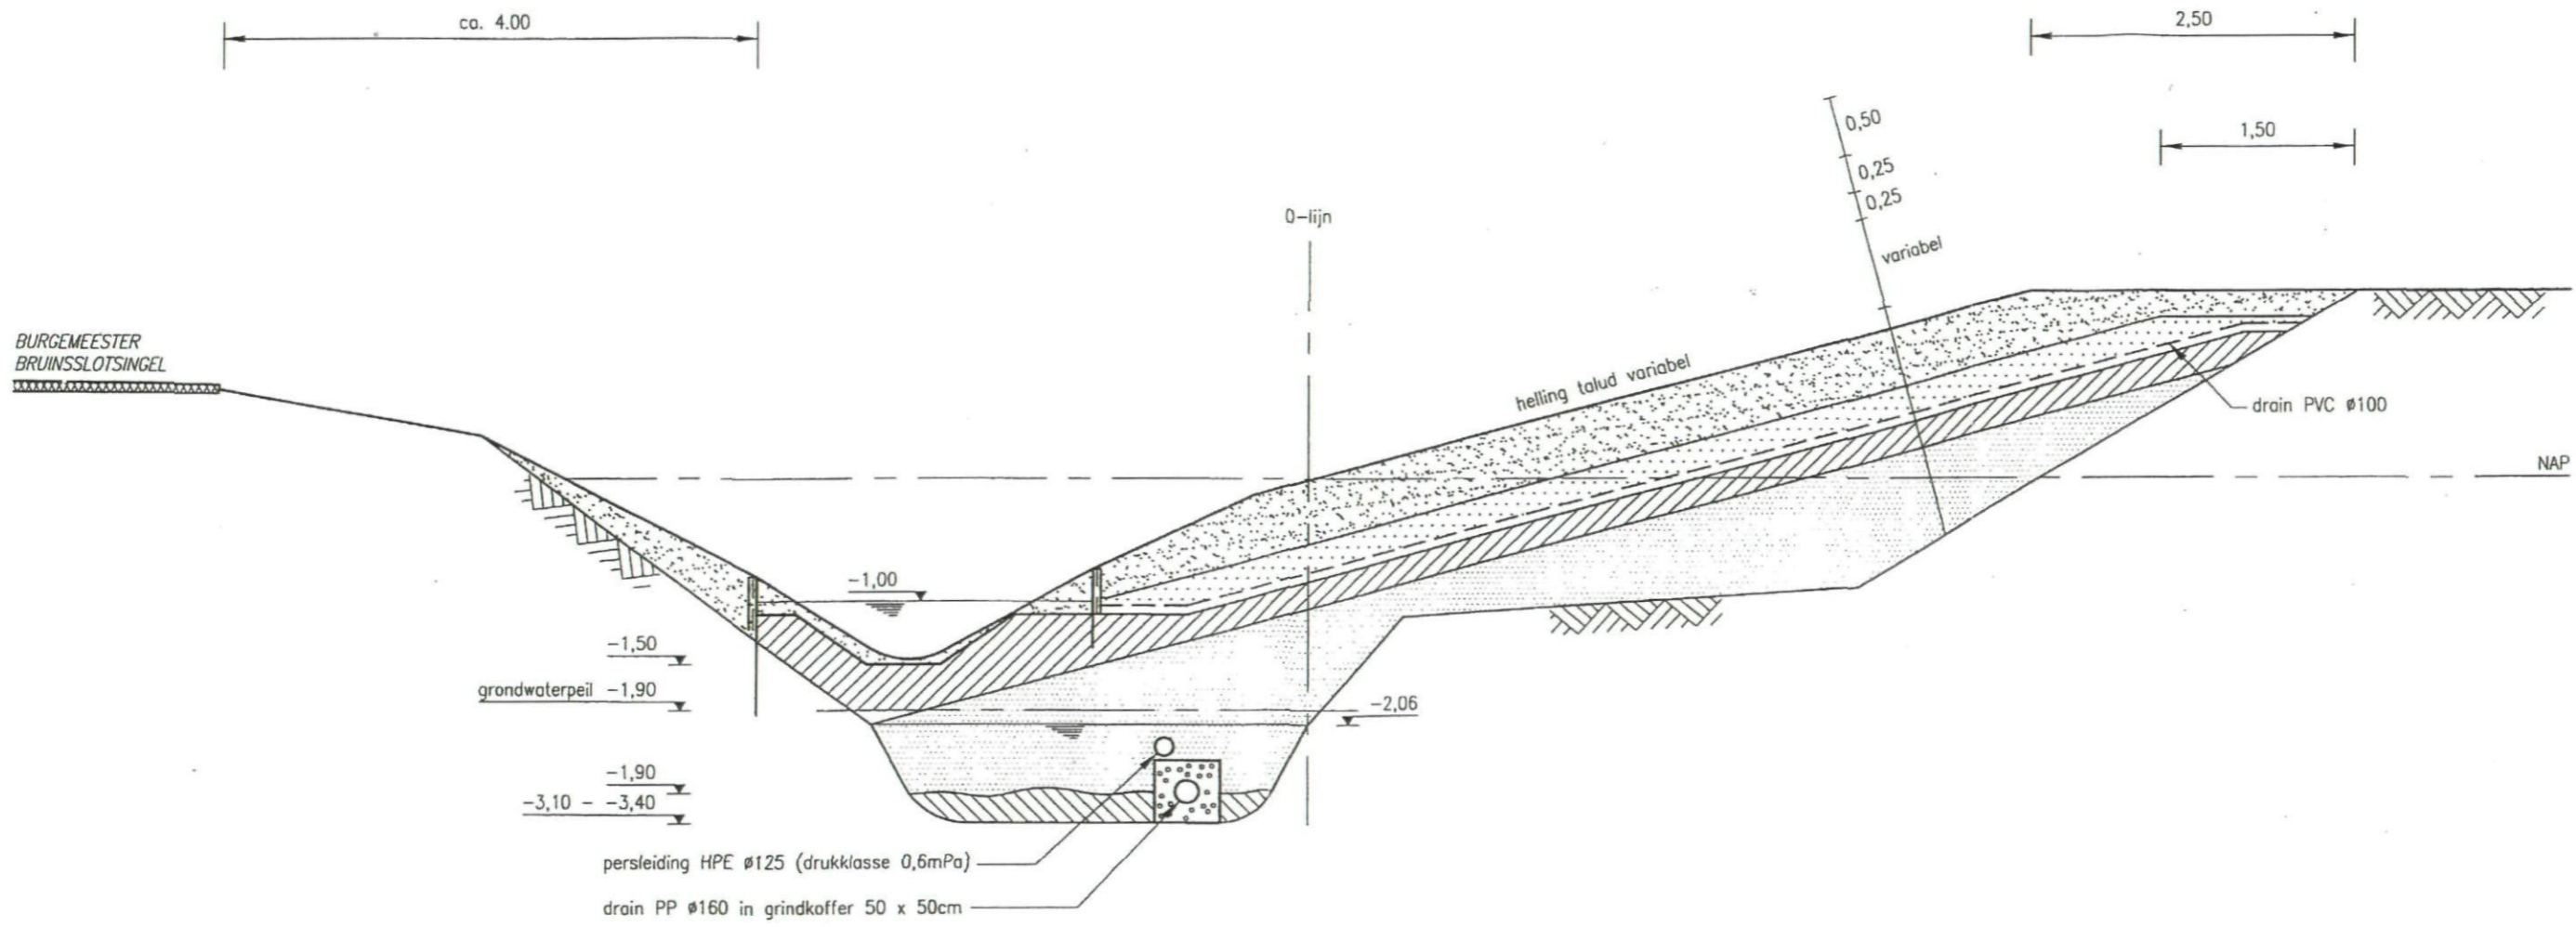 ca. 4.00
2,50
0,50
1,50
0,25
0,25
0-lijn
variabel
BURGEMEESTER
BRUINSSLOTSINGEL
helling talud variabel
drain PVC ø100
NAP
-1,00
-1,50
grondwaterpeil -1,90
-2,06
-1,90
-3,10 - -3,40
persleiding HPE ø125 (drukklasse 0,6mPa)
drain PP ø160 in grindkoffer 50 x 50cm